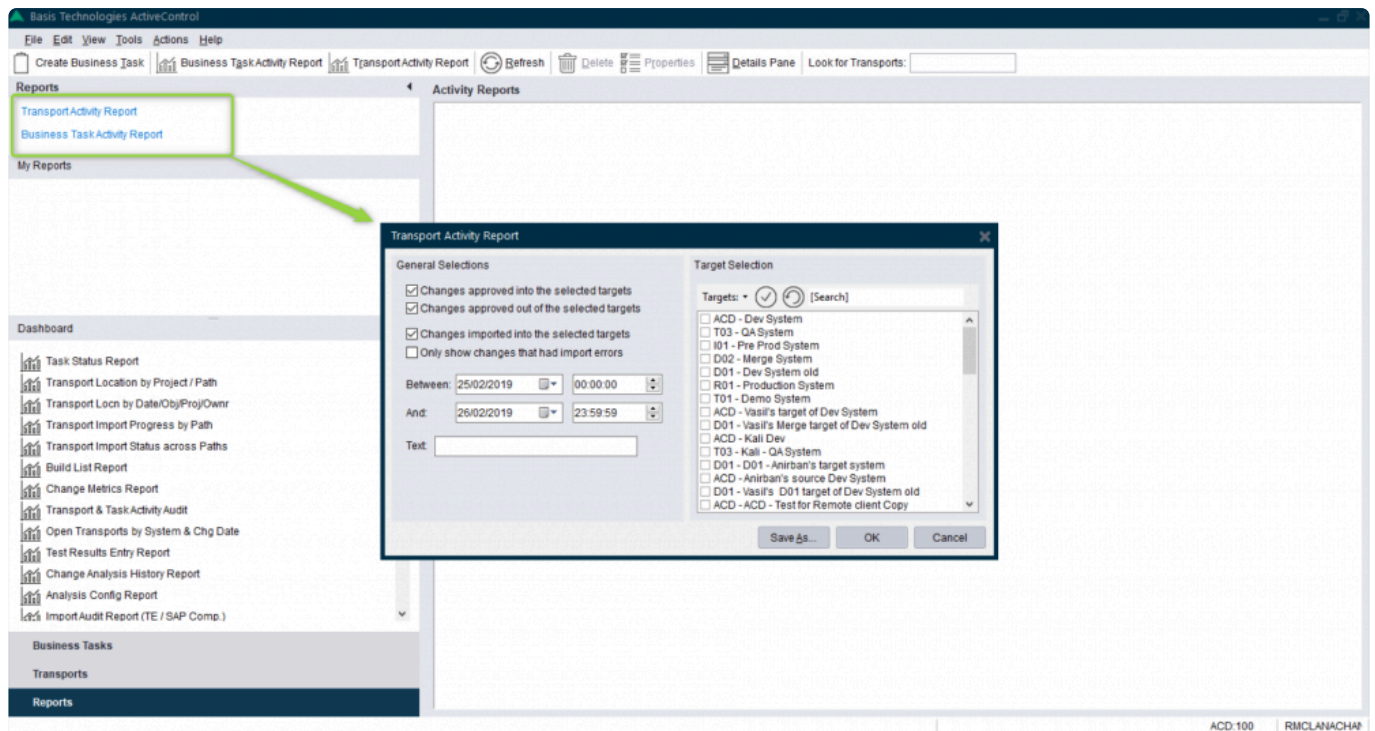 Basis Technologies ActiveControl
File Edit View Tools Actions Help
Create Business Task Business Task Activity Report Transport Activity Report Refresh Delete Properties Details Pane Look for Transports:
Reports
Activity Reports
Transport Activity Report
Business Task Activity Report
My Reports
Transport Activity Report
General Selections
Changes approved into the selected targets
Changes approved out of the selected targets
Changes imported into the selected targets
Only show changes that had import errors
Between: 25/02/2019 00:00:00
And: 26/02/2019 23:59:59
Text:
Target Selection
Targets: [Search]
ACD - Dev System
T03 - QA System
I01 - Pre Prod System
D02 - Merge System
D01 - Dev System old
R01 - Production System
T01 - Demo System
ACD - Vasil's target of Dev System
D01 - Vasil's Merge target of Dev System old
ACD - Kali Dev
T03 - Kali - QA System
D01 - D01 - Anirban's target system
ACD - Anirban's source Dev System
D01 - Vasil's D01 target of Dev System old
ACD - ACD - Test for Remote client Copy
Save As... OK Cancel
Dashboard
Task Status Report
Transport Location by Project / Path
Transport Locn by Date/Obj/Proj/Ownr
Transport Import Progress by Path
Transport Import Status across Paths
Build List Report
Change Metrics Report
Transport & Task Activity Audit
Open Transports by System & Chg Date
Test Results Entry Report
Change Analysis History Report
Analysis Config Report
Import Audit Report (TE / SAP Comp.)
Business Tasks
Transports
Reports
ACD:100 RMCLANACHAN